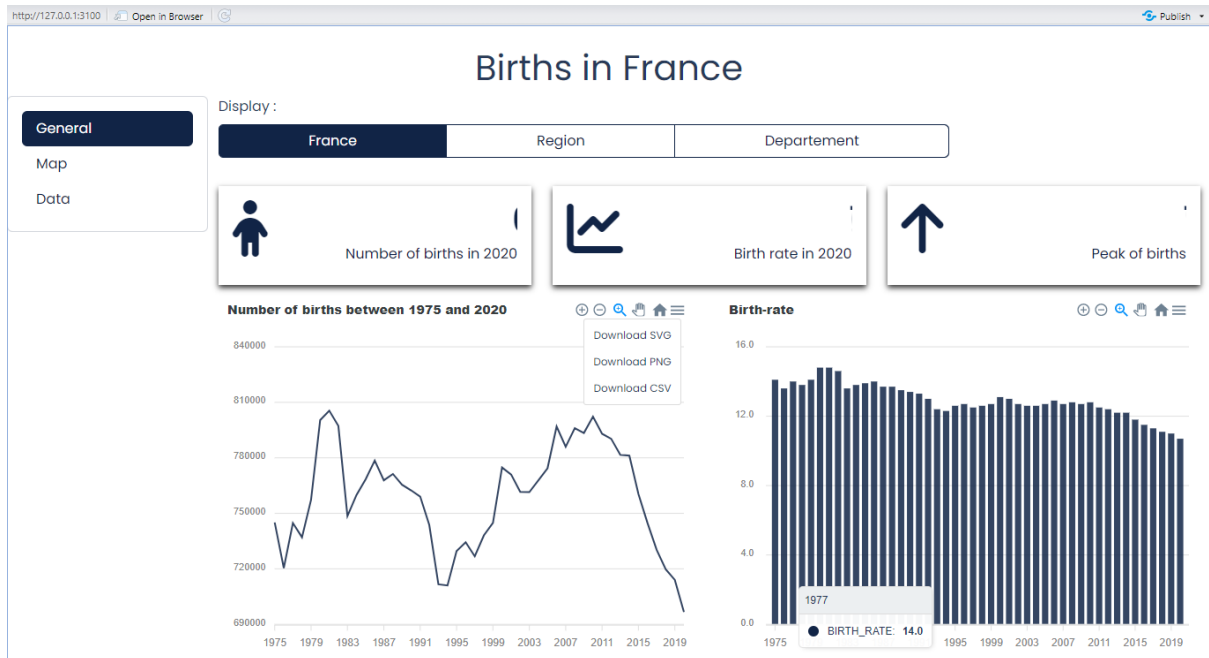 http://127.0.0.1:3100 Open in Browser Publish
Births in France
General
Map
Data
Display :
France Region Departement
Number of births in 2020
Birth rate in 2020
Peak of births
Number of births between 1975 and 2020
Download SVG
Download PNG
Download CSV
840000
810000
780000
750000
720000
690000
1975 1979 1983 1987 1991 1995 1999 2003 2007 2011 2015 2019
Birth-rate
16.0
12.0
8.0
4.0
0.0
1977
BIRTH_RATE: 14.0
1975 1995 1999 2003 2007 2011 2015 2019